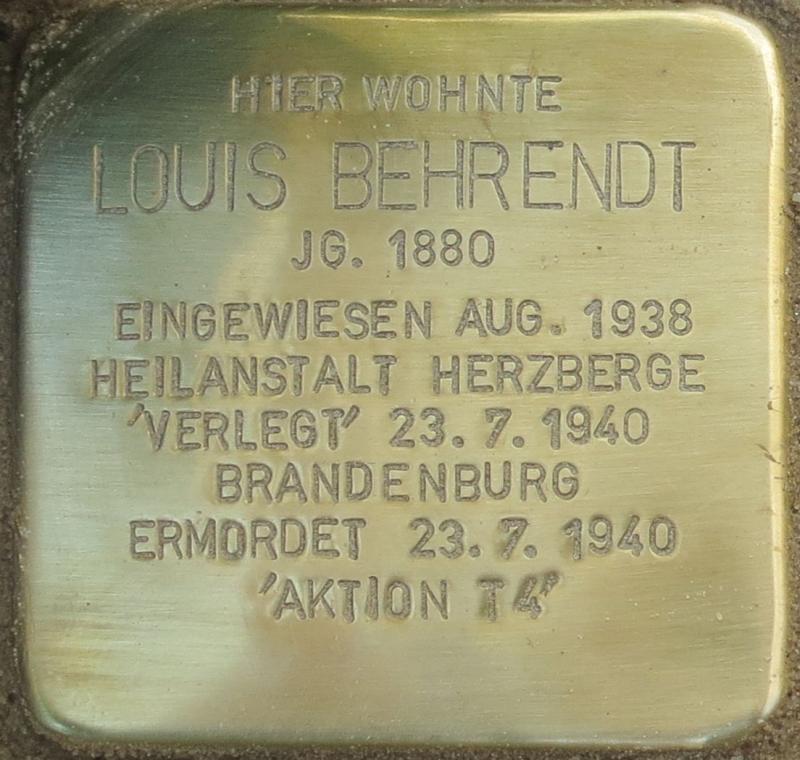 HIER WOHNTE
LOUIS BEHRENDT
JG. 1880
EINGEWIESEN AUG. 1938
HEILANSTALT HERZBERGE
'VERLEGT' 23. 7. 1940
BRANDENBURG
ERMORDET 23. 7. 1940
'AKTION T4'